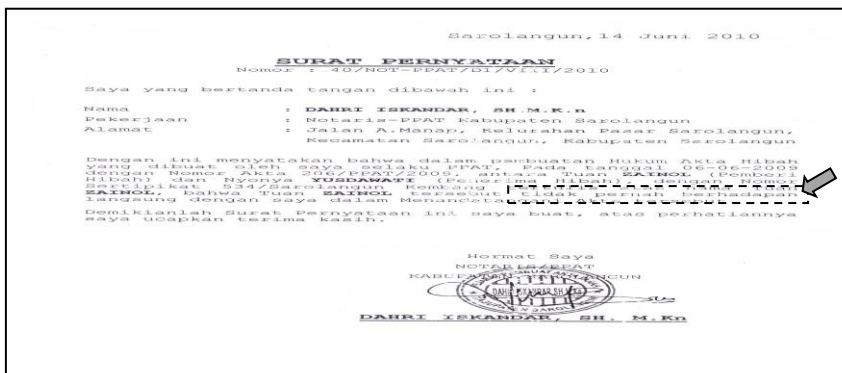 Sarolangun,14 Juni 2010
SURAT PERNYATAAN
Nomor : 40/NOT-PPAT/DI/VIII/2010
Saya yang bertanda tangan dibawah ini :
Nama : DAHRI ISKANDAR, SH.M.K.n
Pekerjaan : Notaris-PPAT Kabupaten Sarolangun
Alamat : Jalan A.Manap, Kelurahan Pasar Sarolangun,
Kecamatan Sarolangun, Kabupaten Sarolangun
Dengan ini menyatakan bahwa dalam pembuatan Hukum Akta Hibah
yang dibuat oleh saya selaku PPAT, Pada tanggal 06-06-2009
dengan Nomor Akta 206/PPAT/2009, antara Tuan ZAINOL (Pemberi
Hibah) dan Nyonya YUSDAWATI (Penerima Hibah), dengan Nomor
Sertipikat 534/Sarolangun Kembang
ZAINOL, bahwa Tuan ZAINOL tersebut tidak pernah berhadapan
langsung dengan saya dalam Menandatangani Akta tersebut.
Demikianlah Surat Pernyataan ini saya buat, atas perhatiannya
saya ucapkan terima kasih.
Hormat Saya
NOTARIS/PPAT
DAHRI ISKANDAR, SH. M.Kn